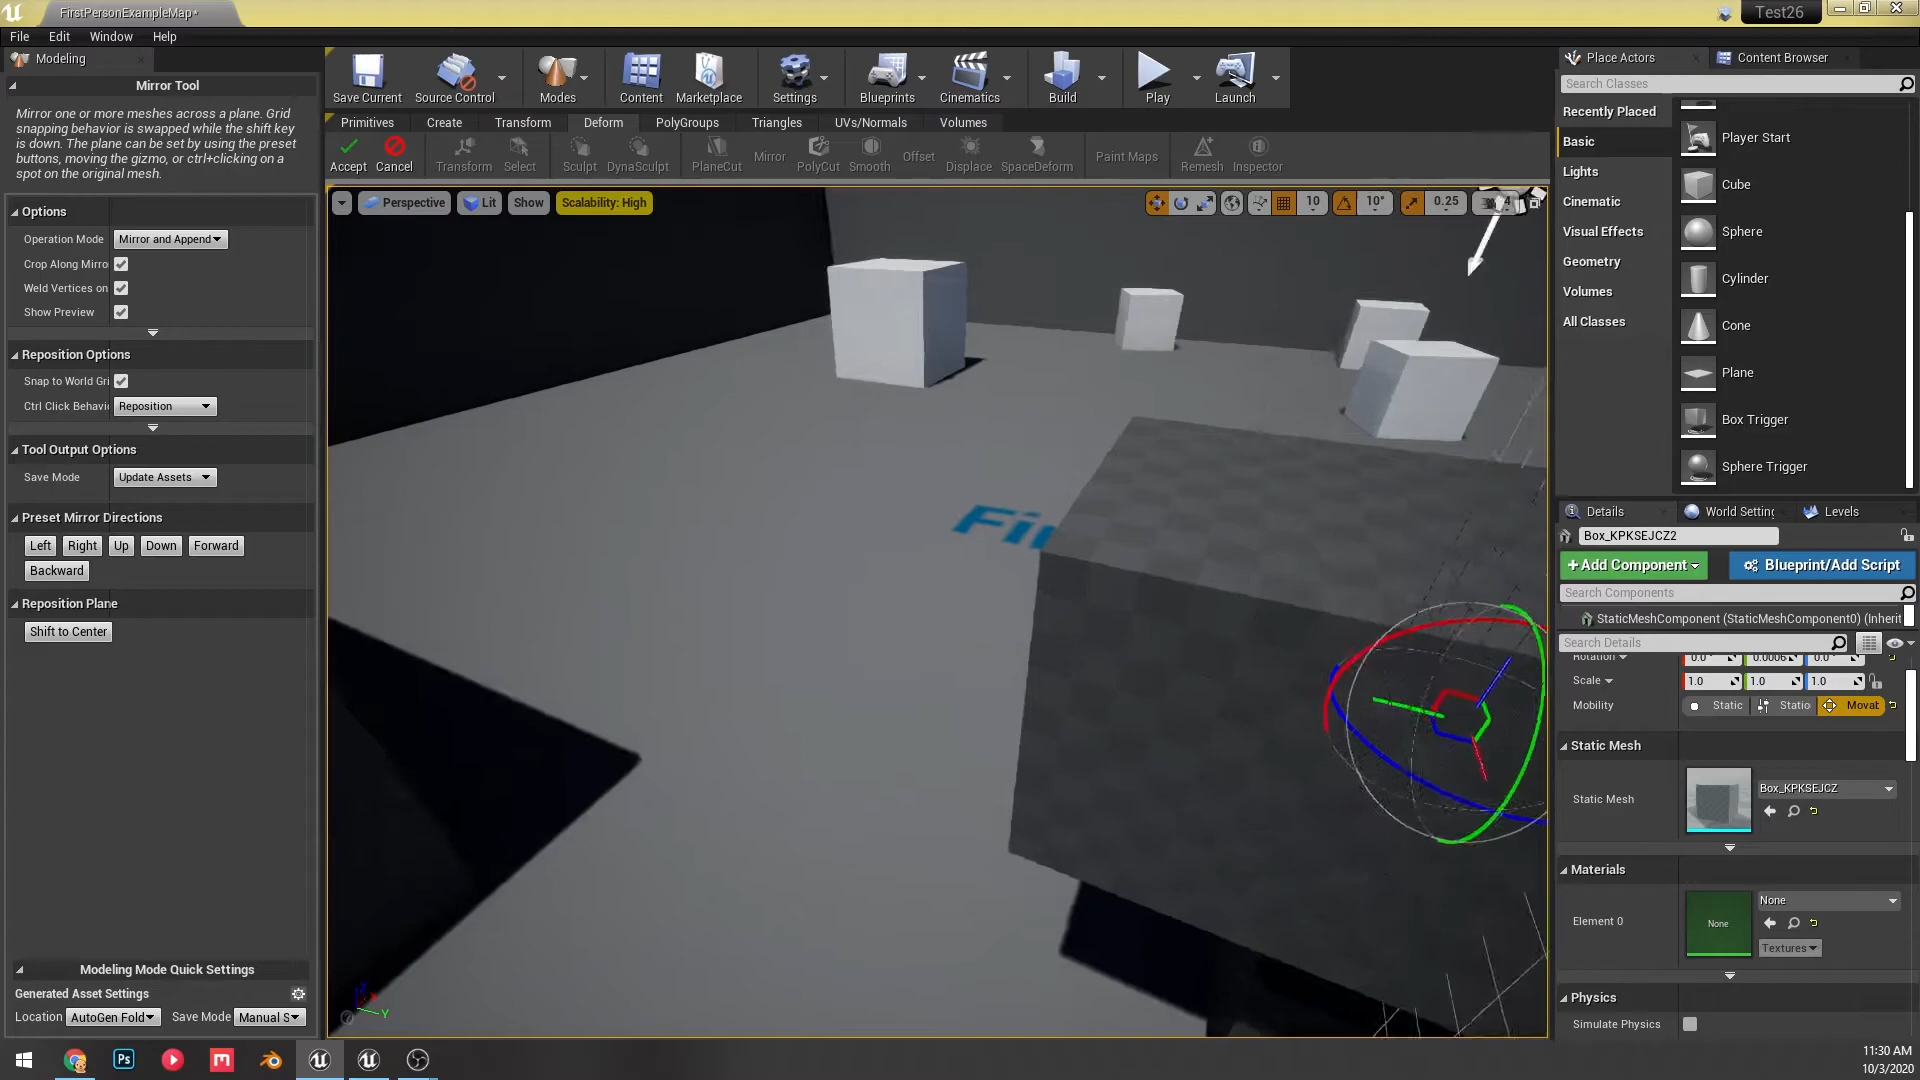 FirstPersonExampleMap*
Test26
File
Edit
Window
Help
Modeling
Mirror Tool
Mirror one or more meshes across a plane. Grid
snapping behavior is swapped while the shift key
is down. The plane can be set by using the preset
buttons, moving the gizmo, or ctrl+clicking on a
spot on the original mesh.
Options
Operation Mode
Mirror and Append
Crop Along Mirro
Weld Vertices on
Show Preview
Reposition Options
Snap to World Gri
Ctrl Click Behavi
Reposition
Tool Output Options
Save Mode
Update Assets
Preset Mirror Directions
Left
Right
Up
Down
Forward
Backward
Reposition Plane
Shift to Center
Modeling Mode Quick Settings
Generated Asset Settings
Location
AutoGen Fold
Save Mode
Manual S
Save Current
Source Control
Modes
Content
Marketplace
Settings
Blueprints
Cinematics
Build
Play
Launch
Primitives
Create
Transform
Deform
PolyGroups
Triangles
UVs/Normals
Volumes
Accept
Cancel
Transform
Select
Sculpt
DynaSculpt
PlaneCut
Mirror
PolyCut
Smooth
Offset
Displace
SpaceDeform
Paint Maps
Remesh
Inspector
Perspective
Lit
Show
Scalability: High
10
10°
0.25
4
Fir
Y
Place Actors
Content Browser
Search Classes
Recently Placed
Basic
Lights
Cinematic
Visual Effects
Geometry
Volumes
All Classes
Player Start
Cube
Sphere
Cylinder
Cone
Plane
Box Trigger
Sphere Trigger
Details
World Setting
Levels
Box_KPKSEJCZ2
+Add Component
Blueprint/Add Script
Search Components
StaticMeshComponent (StaticMeshComponent0) (Inherit
Search Details
Rotation
0.0°
0.0006
0.0°
Scale
1.0
1.0
1.0
Mobility
Static
Statio
Movat
Static Mesh
Static Mesh
Box_KPKSEJCZ
Materials
Element 0
None
None
Textures
Physics
Simulate Physics
Ps
11:30 AM
10/3/2020